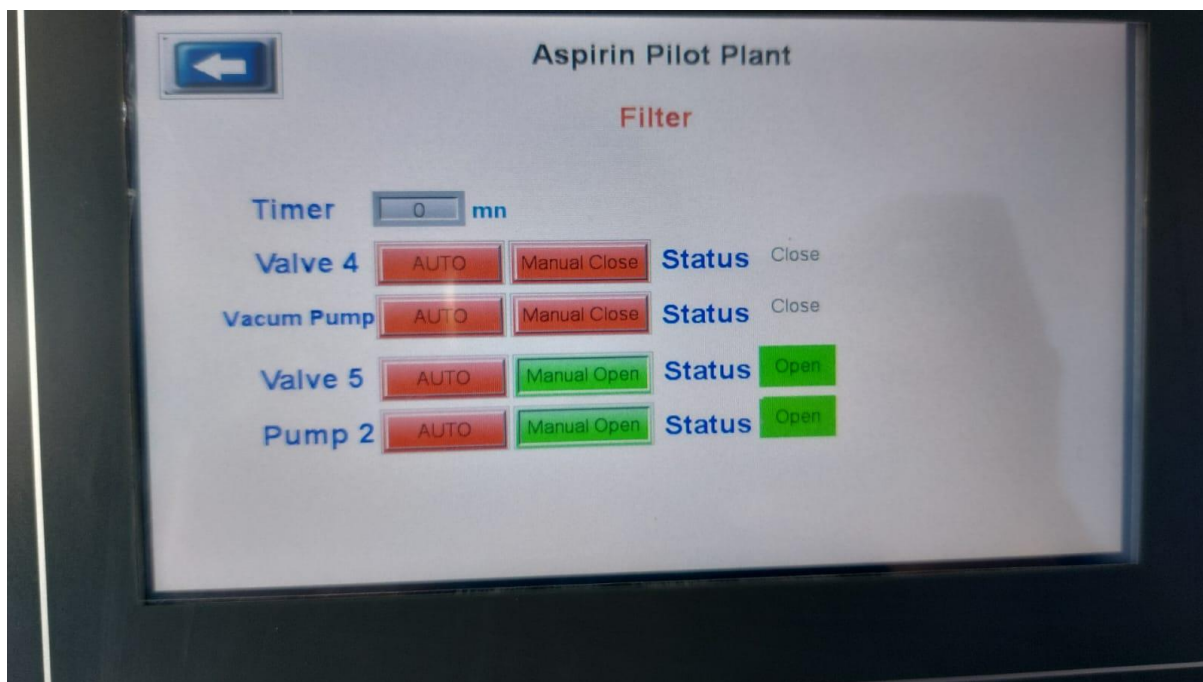 Aspirin Pilot Plant
Filter
Timer 0 mn
Valve 4 AUTO Manual Close Status Close
Vacum Pump AUTO Manual Close Status Close
Valve 5 AUTO Manual Open Status Open
Pump 2 AUTO Manual Open Status Open